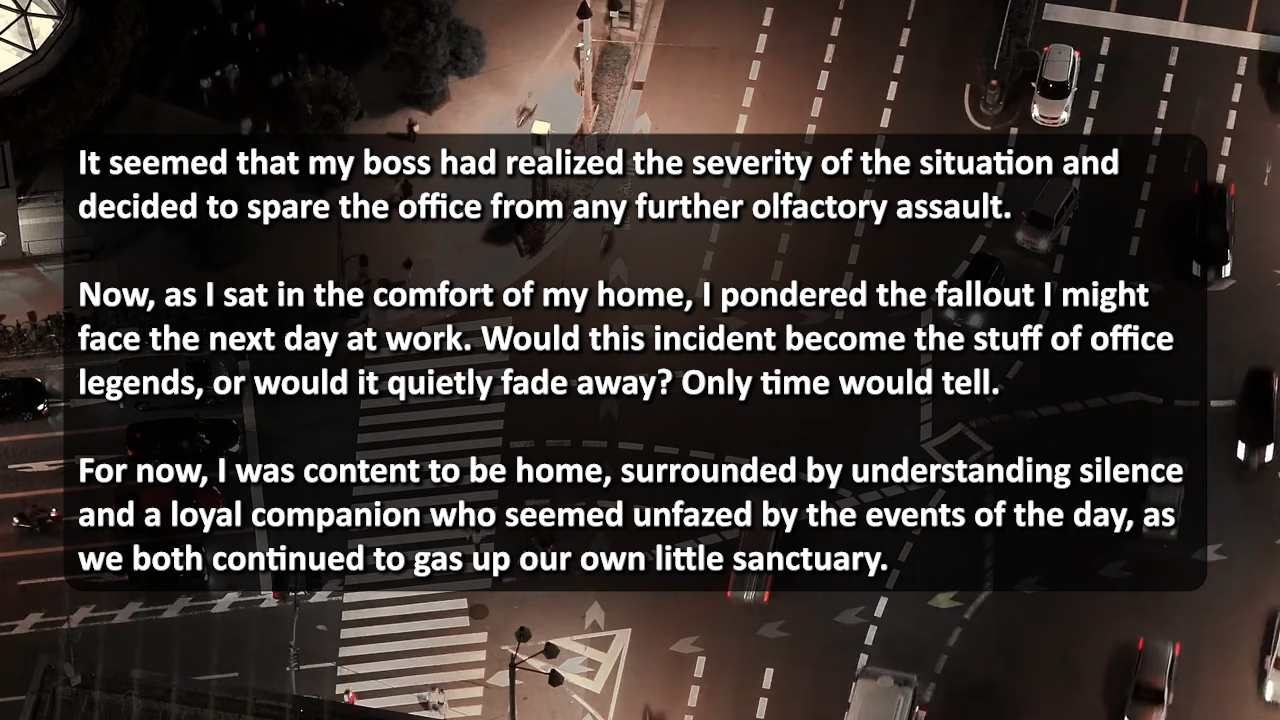 It seemed that my boss had realized the severity of the situation and
decided to spare the office from any further olfactory assault.
Now, as I sat in the comfort of my home, I pondered the fallout I might
face the next day at work. Would this incident become the stuff of office
legends, or would it quietly fade away? Only time would tell.
For now, I was content to be home, surrounded by understanding silence
and a loyal companion who seemed unfazed by the events of the day, as
we both continued to gas up our own little sanctuary.